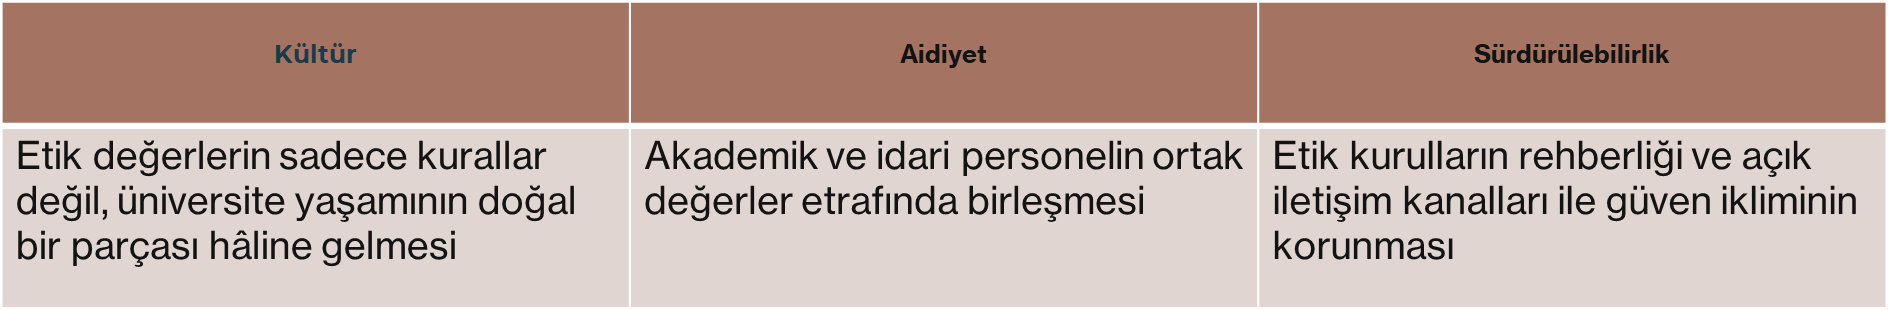 Kültür
Aidiyet
Sürdürülebilirlik
Etik değerlerin sadece kurallar
değil, üniversite yaşamının doğal
bir parçası hâline gelmesi
Akademik ve idari personelin ortak
değerler etrafında birleşmesi
Etik kurulların rehberliği ve açık
iletişim kanalları ile güven ikliminin
korunması